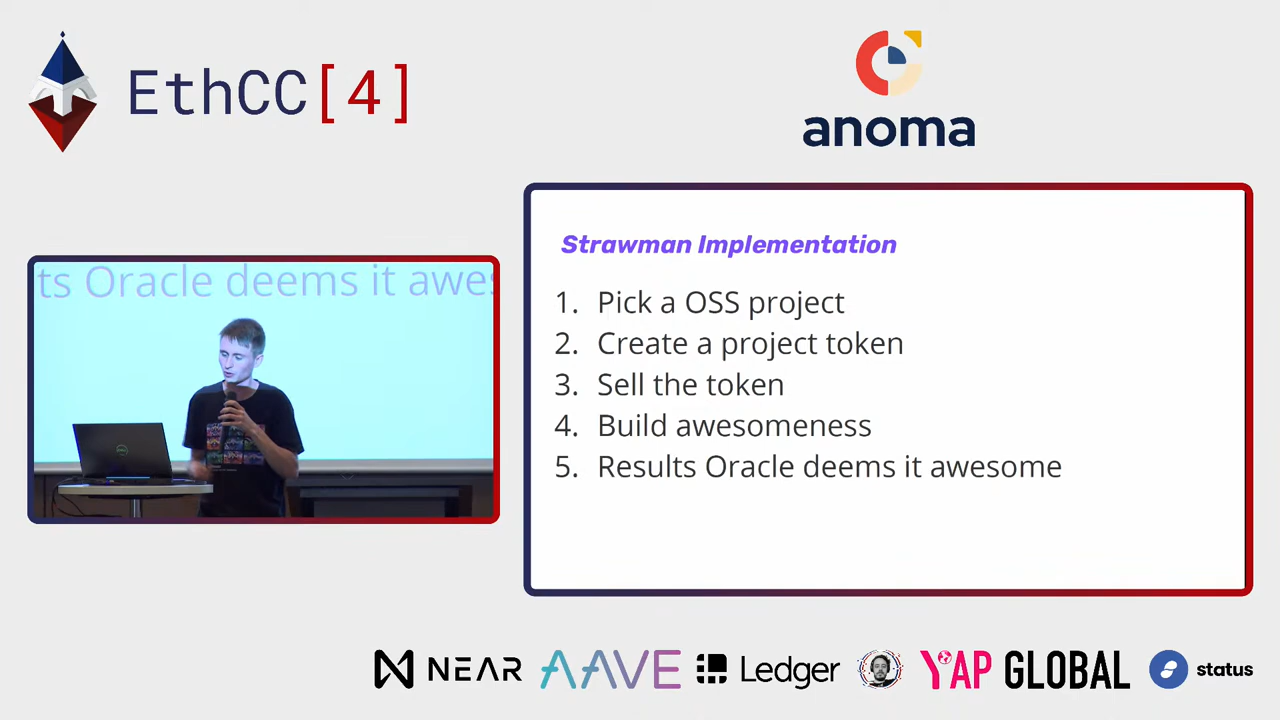 EthCC[4]
anoma
ts Oracle deems it awes
Strawman Implementation
1. Pick a OSS project
2. Create a project token
3. Sell the token
4. Build awesomeness
5. Results Oracle deems it awesome
NEAR
AAVE
Ledger
YAP GLOBAL
status